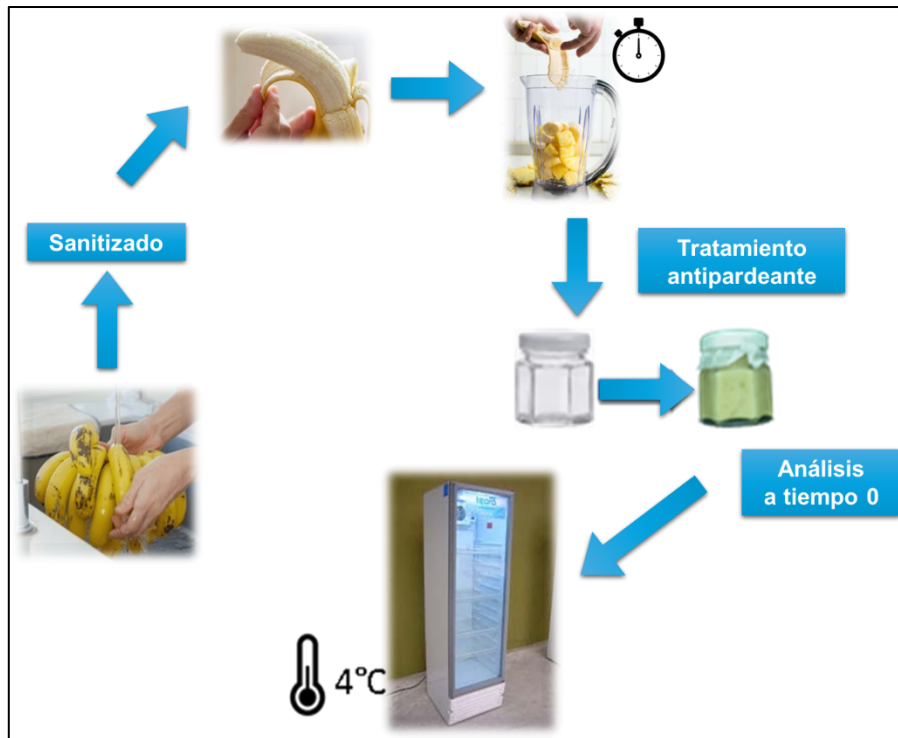 Sanitizado
Tratamiento
antipardeante
Análisis
a tiempo 0
4°C